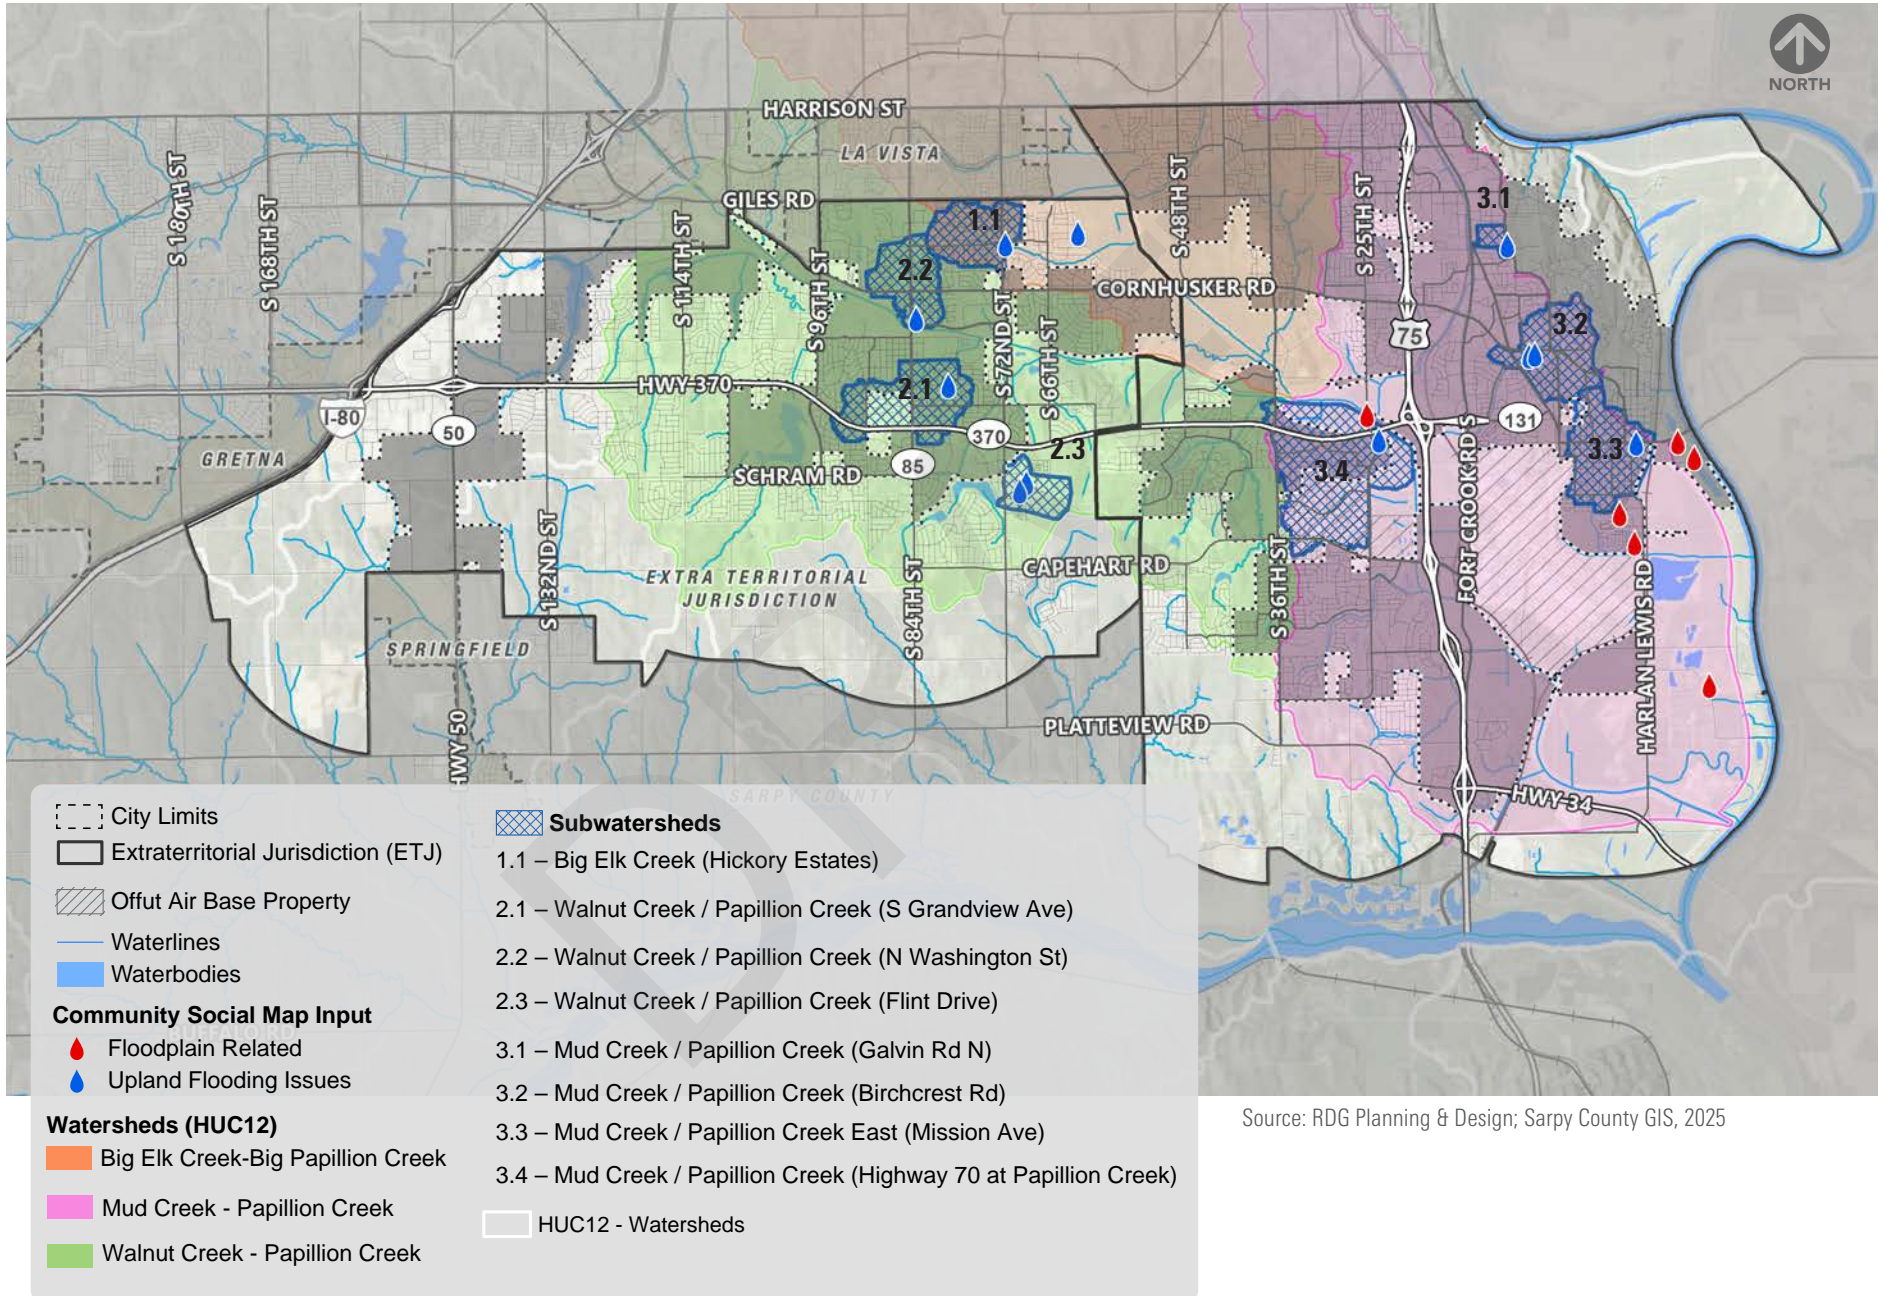 NORTH
HARRISON ST
LA VISTA
S 180TH ST
S 168TH ST
GILES RD
S 114TH ST
S 96TH ST
S 48TH ST
S 25TH ST
1.1
3.1
2.2
CORNHUSKER RD
S 72ND ST
S 66TH ST
75
3.2
HWY 370
2.1
I-80
50
370
131
GRETNA
85
2.3
SCHRAM RD
3.4
3.3
FORT CROOK RD S
S 132ND ST
EXTRA TERRITORIAL
JURISDICTION
S 84TH ST
CAPEHART RD
S 36TH ST
HARLAN LEWIS RD
SPRINGFIELD
HWY 50
PLATTEVIEW RD
HWY 34
SARPY COUNTY
BUFFALO RD
City Limits
Extraterritorial Jurisdiction (ETJ)
Offut Air Base Property
Waterlines
Waterbodies
Community Social Map Input
Floodplain Related
Upland Flooding Issues
Watersheds (HUC12)
Big Elk Creek-Big Papillion Creek
Mud Creek - Papillion Creek
Walnut Creek - Papillion Creek
Subwatersheds
1.1 – Big Elk Creek (Hickory Estates)
2.1 – Walnut Creek / Papillion Creek (S Grandview Ave)
2.2 – Walnut Creek / Papillion Creek (N Washington St)
2.3 – Walnut Creek / Papillion Creek (Flint Drive)
3.1 – Mud Creek / Papillion Creek (Galvin Rd N)
3.2 – Mud Creek / Papillion Creek (Birchcrest Rd)
3.3 – Mud Creek / Papillion Creek East (Mission Ave)
3.4 – Mud Creek / Papillion Creek (Highway 70 at Papillion Creek)
HUC12 - Watersheds
Source: RDG Planning & Design; Sarpy County GIS, 2025